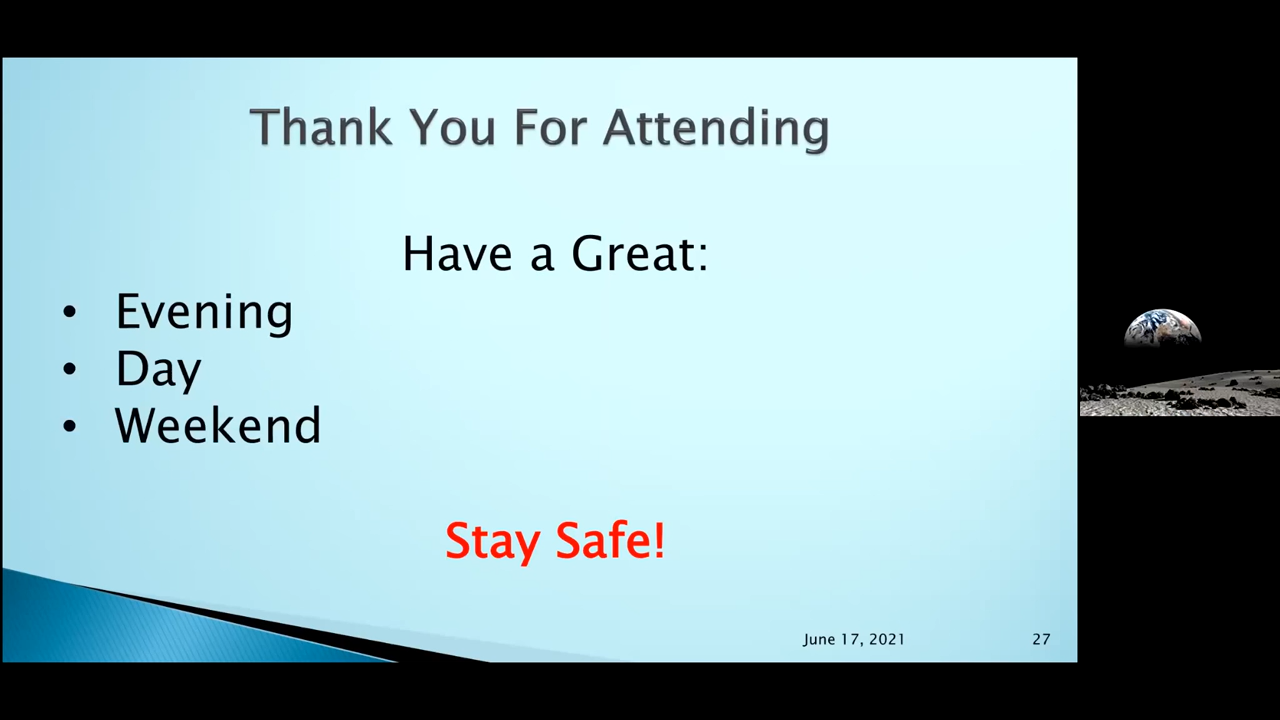 Thank You For Attending
Have a Great:
• Evening
• Day
• Weekend
Stay Safe!
June 17, 2021 27